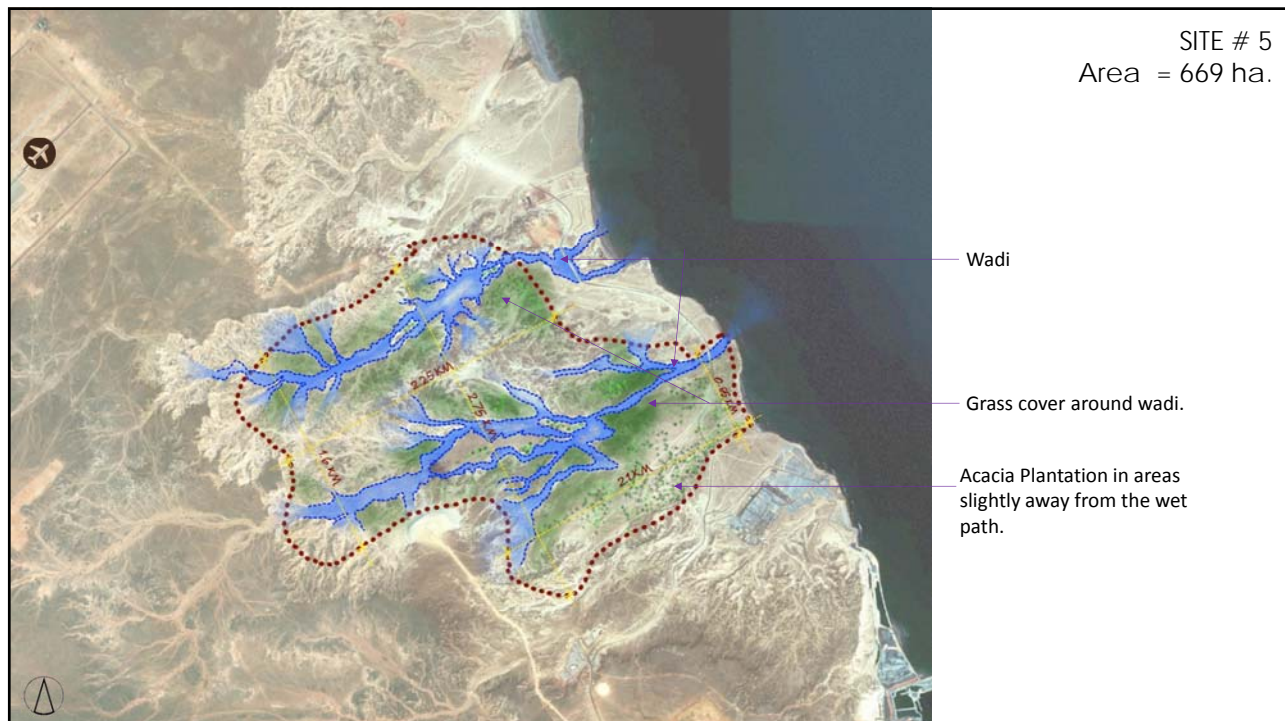 SITE # 5
Area = 669 ha.
Wadi
Grass cover around wadi.
Acacia Plantation in areas
slightly away from the wet
path.
2.25 KM
2.75 KM
1.6 KM
2.1 KM